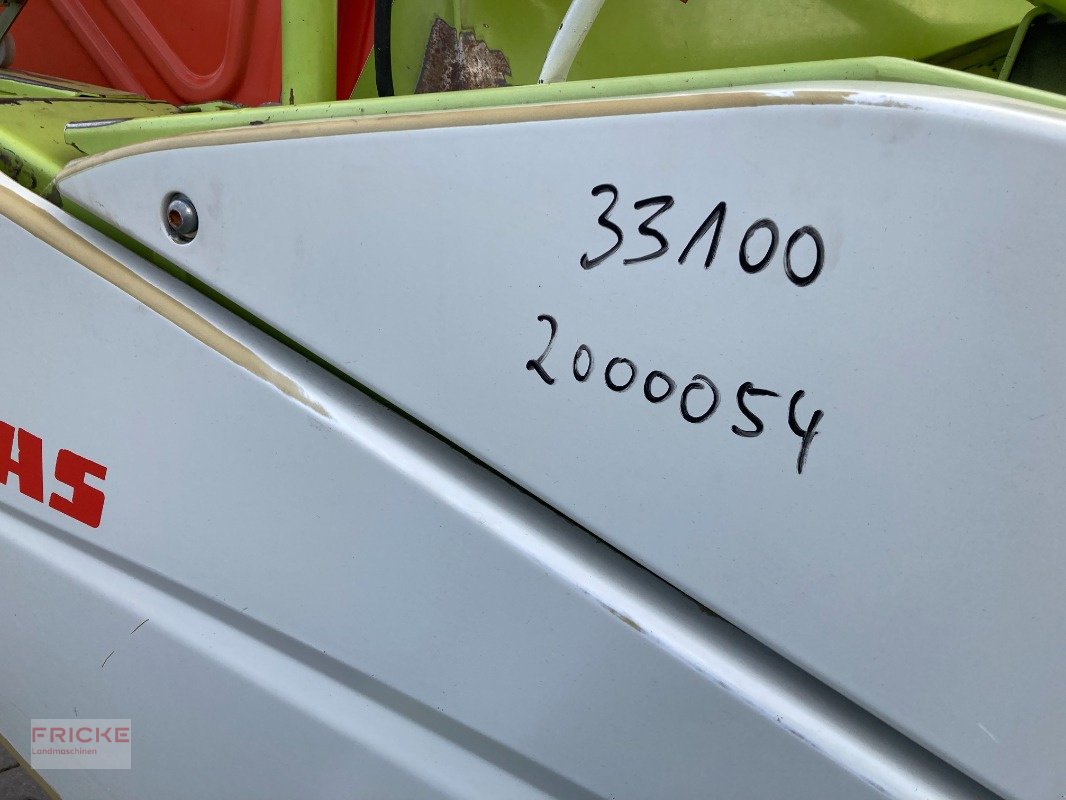 33100
2000054
AS
FRICKE
Landmaschinen